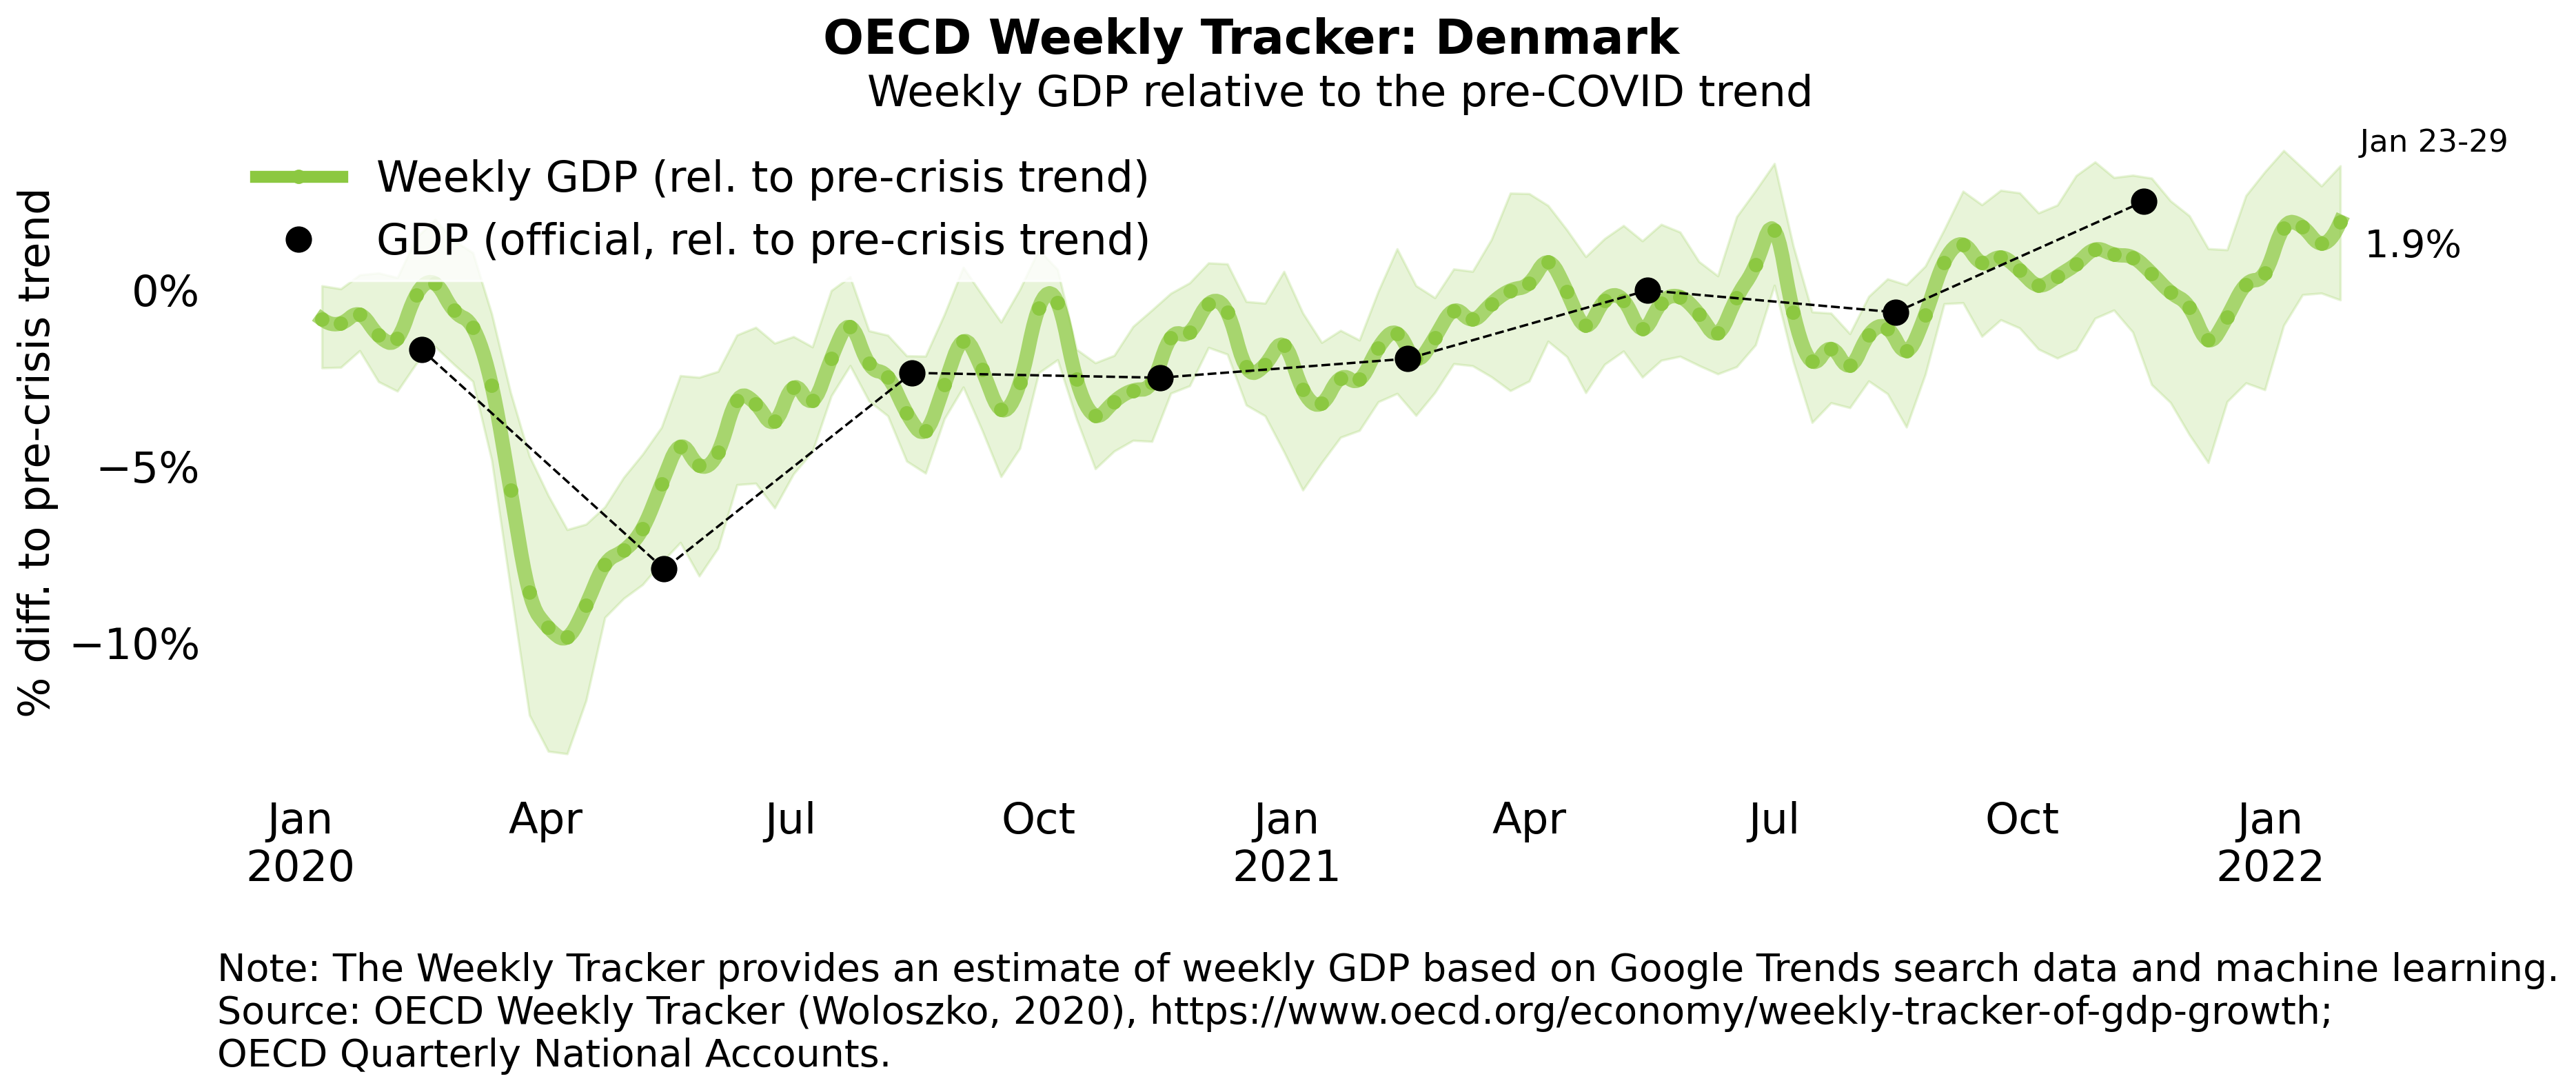 OECD Weekly Tracker: Denmark
Weekly GDP relative to the pre-COVID trend
Jan 23-29
Weekly GDP (rel. to pre-crisis trend)
GDP (official, rel. to pre-crisis trend)
1.9%
% diff. to pre-crisis trend
0%
−5%
−10%
Jan Apr Jul Oct Jan Apr Jul Oct Jan
2020 2021 2022
Note: The Weekly Tracker provides an estimate of weekly GDP based on Google Trends search data and machine learning.
Source: OECD Weekly Tracker (Woloszko, 2020), https://www.oecd.org/economy/weekly-tracker-of-gdp-growth;
OECD Quarterly National Accounts.